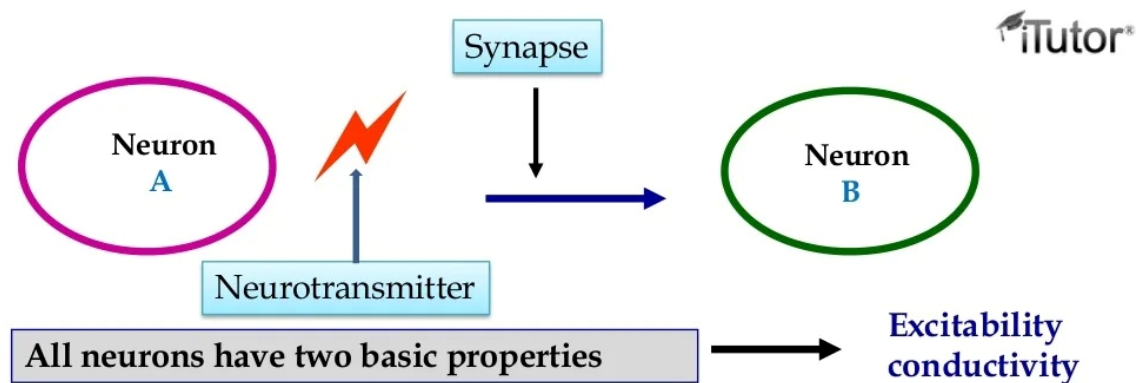 iTutor®
Synapse
Neuron
A
Neuron
B
Neurotransmitter
All neurons have two basic properties
Excitability
conductivity